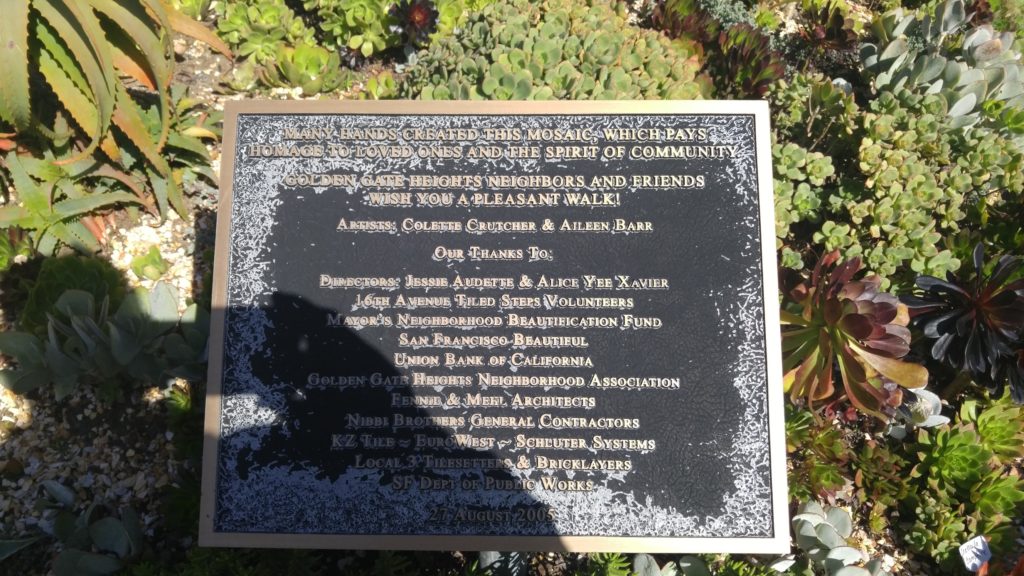 MANY HANDS CREATED THIS MOSAIC, WHICH PAYS
HOMAGE TO LOVED ONES AND THE SPIRIT OF COMMUNITY
GOLDEN GATE HEIGHTS NEIGHBORS AND FRIENDS
WISH YOU A PLEASANT WALK!
ARTISTS: COLETTE CRUTCHER & AILEEN BARR
OUR THANKS TO:
DIRECTORS: JESSIE AUDETTE & ALICE YEE XAVIER
16TH AVENUE TILED STEPS VOLUNTEERS
MAYOR'S NEIGHBORHOOD BEAUTIFICATION FUND
SAN FRANCISCO BEAUTIFUL
UNION BANK OF CALIFORNIA
GOLDEN GATE HEIGHTS NEIGHBORHOOD ASSOCIATION
FENNIE & MEHL ARCHITECTS
NIBBI BROTHERS GENERAL CONTRACTORS
KZ TILE ~ EUROWEST ~ SCHLUTER SYSTEMS
LOCAL 3 TILESETTERS & BRICKLAYERS
SF DEPT OF PUBLIC WORKS
27 AUGUST 2005